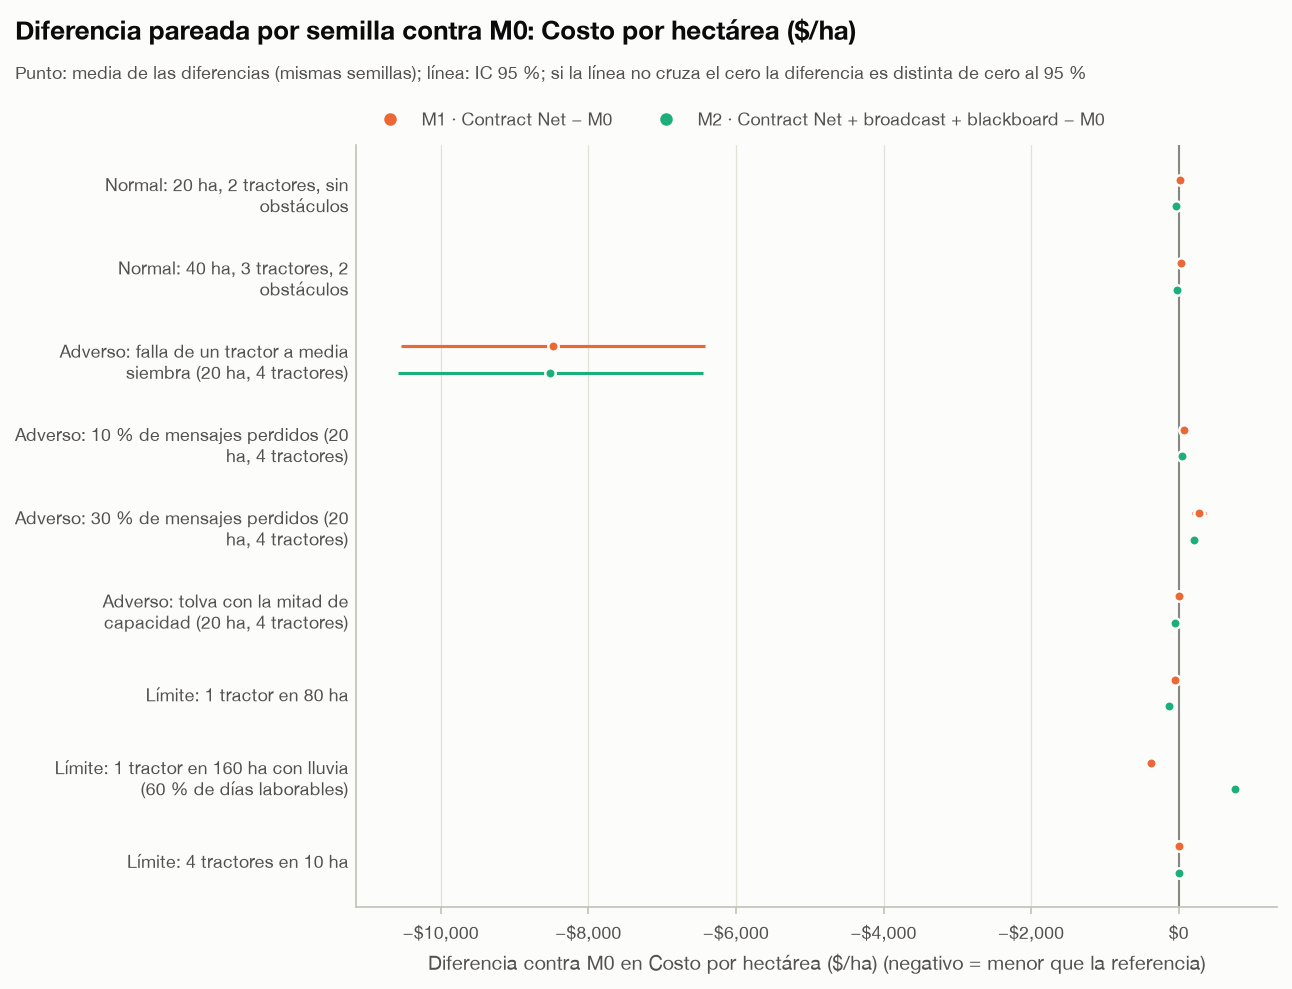 Diferencia pareada por semilla contra M0: Costo por hectárea ($/ha)
Punto: media de las diferencias (mismas semillas); línea: IC 95 %; si la línea no cruza el cero la diferencia es distinta de cero al 95 %
M1 · Contract Net − M0
M2 · Contract Net + broadcast + blackboard − M0
Normal: 20 ha, 2 tractores, sin
obstáculos
Normal: 40 ha, 3 tractores, 2
obstáculos
Adverso: falla de un tractor a media
siembra (20 ha, 4 tractores)
Adverso: 10 % de mensajes perdidos (20
ha, 4 tractores)
Adverso: 30 % de mensajes perdidos (20
ha, 4 tractores)
Adverso: tolva con la mitad de
capacidad (20 ha, 4 tractores)
Límite: 1 tractor en 80 ha
Límite: 1 tractor en 160 ha con lluvia
(60 % de días laborables)
Límite: 4 tractores en 10 ha
−$10,000
−$8,000
−$6,000
−$4,000
−$2,000
$0
Diferencia contra M0 en Costo por hectárea ($/ha) (negativo = menor que la referencia)